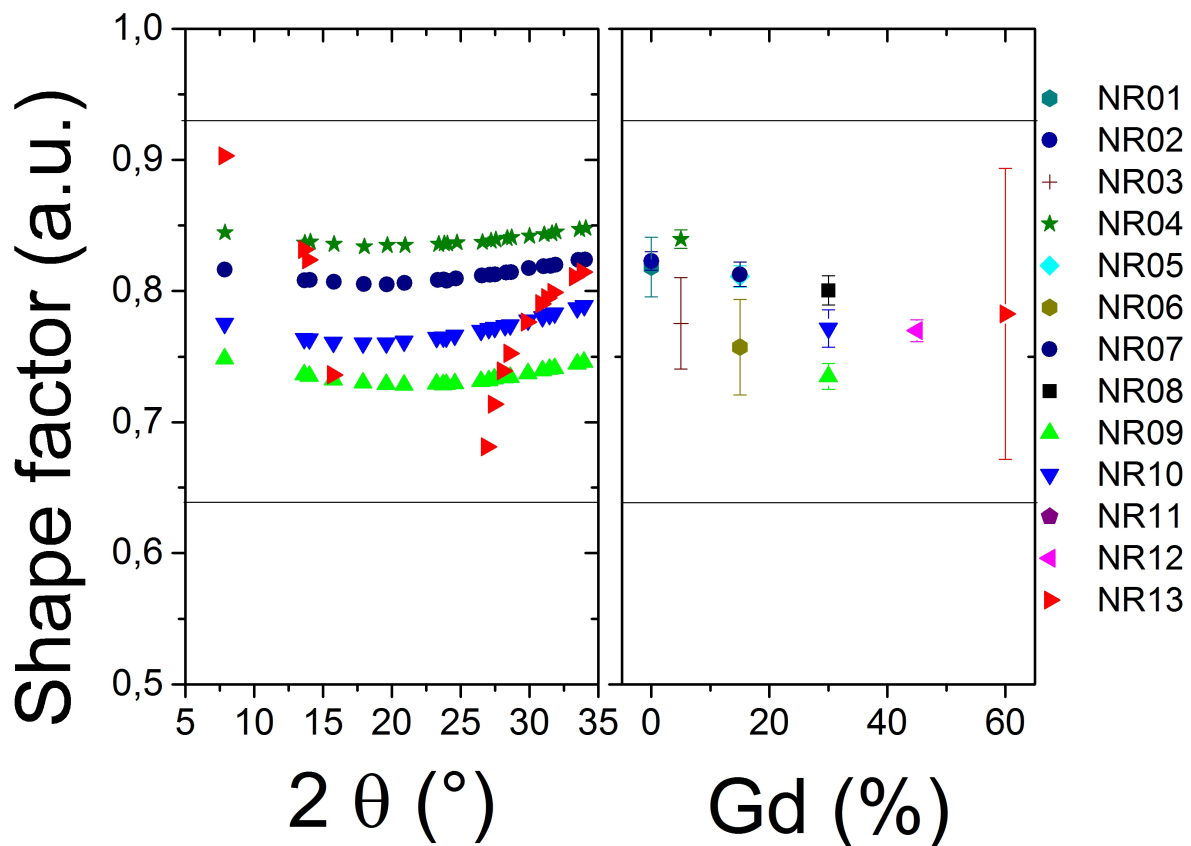 Shape factor (a.u.)
1,0
0,9
0,8
0,7
0,6
0,5
5 10 15 20 25 30 35
2 θ (°)
0 20 40 60
Gd (%)
NR01
NR02
NR03
NR04
NR05
NR06
NR07
NR08
NR09
NR10
NR11
NR12
NR13